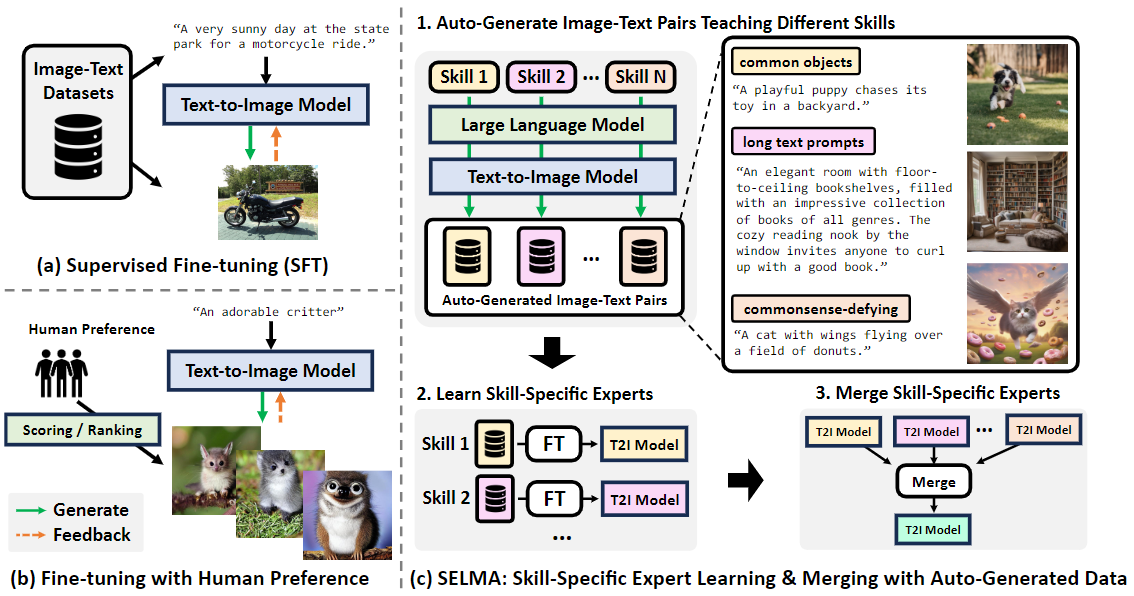 “A very sunny day at the state
park for a motorcycle ride.”
Image-Text
Datasets
Text-to-Image Model
(a) Supervised Fine-tuning (SFT)
“An adorable critter”
Human Preference
Text-to-Image Model
Scoring / Ranking
Generate
Feedback
(b) Fine-tuning with Human Preference
1. Auto-Generate Image-Text Pairs Teaching Different Skills
Skill 1
Skill 2
...
Skill N
Large Language Model
Text-to-Image Model
...
Auto-Generated Image-Text Pairs
common objects
“A playful puppy chases its
toy in a backyard.”
long text prompts
“An elegant room with floor-
to-ceiling bookshelves, filled
with an impressive collection
of books of all genres. The
cozy reading nook by the
window invites anyone to curl
up with a good book.”
commonsense-defying
“A cat with wings flying over
a field of donuts.”
2. Learn Skill-Specific Experts
Skill 1
FT
T2I Model
Skill 2
FT
T2I Model
...
3. Merge Skill-Specific Experts
T2I Model
T2I Model
...
T2I Model
Merge
T2I Model
(c) SELMA: Skill-Specific Expert Learning & Merging with Auto-Generated Data